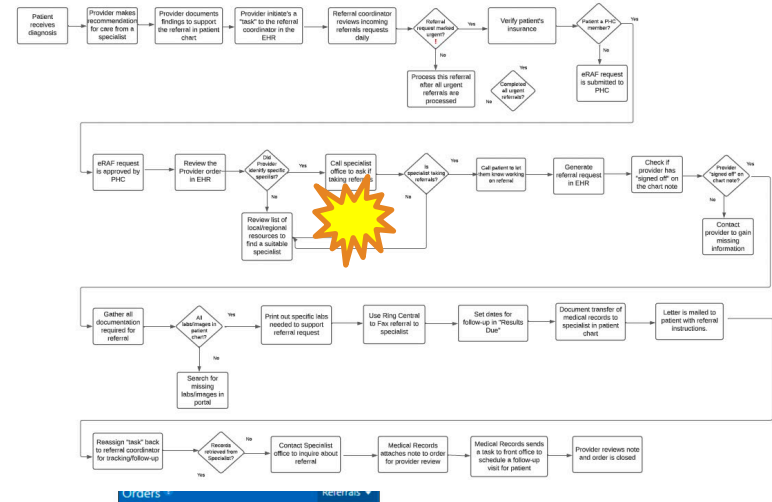 Patient
receives
diagnosis
Provider makes
recommendation
for care from a
specialist
Provider documents
findings to support
the referral in patient
chart
Provider initiate's
a "task" to the referral
coordinator in the
EHR
Referral coordinator
reviews incoming
referrals requests
daily
Referral
request marked
urgent?
!
Yes
No
Verify patient's
insurance
Patient a PHC
member?
Yes
No
Process this referral
after all urgent
referrals are
processed
Yes
Completed
all urgent
referrals?
No
eRAF request
is submitted to
PHC
eRAF request
is approved by
PHC
Review the
Provider order
in EHR
Did
Provider
identify specific
specialist?
Yes
No
Call specialist
office to ask if
taking referrals
Is
specialist taking
referrals?
Yes
No
Call patient to let
them know working
on referral
Generate
referral request
in EHR
Check if
provider has
"signed off" on
the chart note
Provider
"signed off" on
chart note?
Yes
No
Review list of
local/regional
resources to
find a suitable
specialist
Contact
provider to gain
missing
information
Gather all
documentation
required for
referral
All
labs/images in
patient
chart?
Yes
No
Print out specific labs
needed to support
referral request
Use Ring Central
to Fax referral to
specialist
Set dates for
follow-up in "Results
Due"
Document transfer of
medical records to
specialist in patient
chart
Letter is mailed to
patient with referral
instructions.
Search for
missing
labs/images in
portal
Reassign "task" back
to referral coordinator
for tracking/follow-up
Records
retrieved from
Specialist?
No
Yes
Contact Specialist
office to inquire about
referral
Medical Records
attaches note to order
for provider review
Medical Records sends
a task to front office to
schedule a follow-up
visit for patient
Provider reviews note
and order is closed
Orders
Referrals